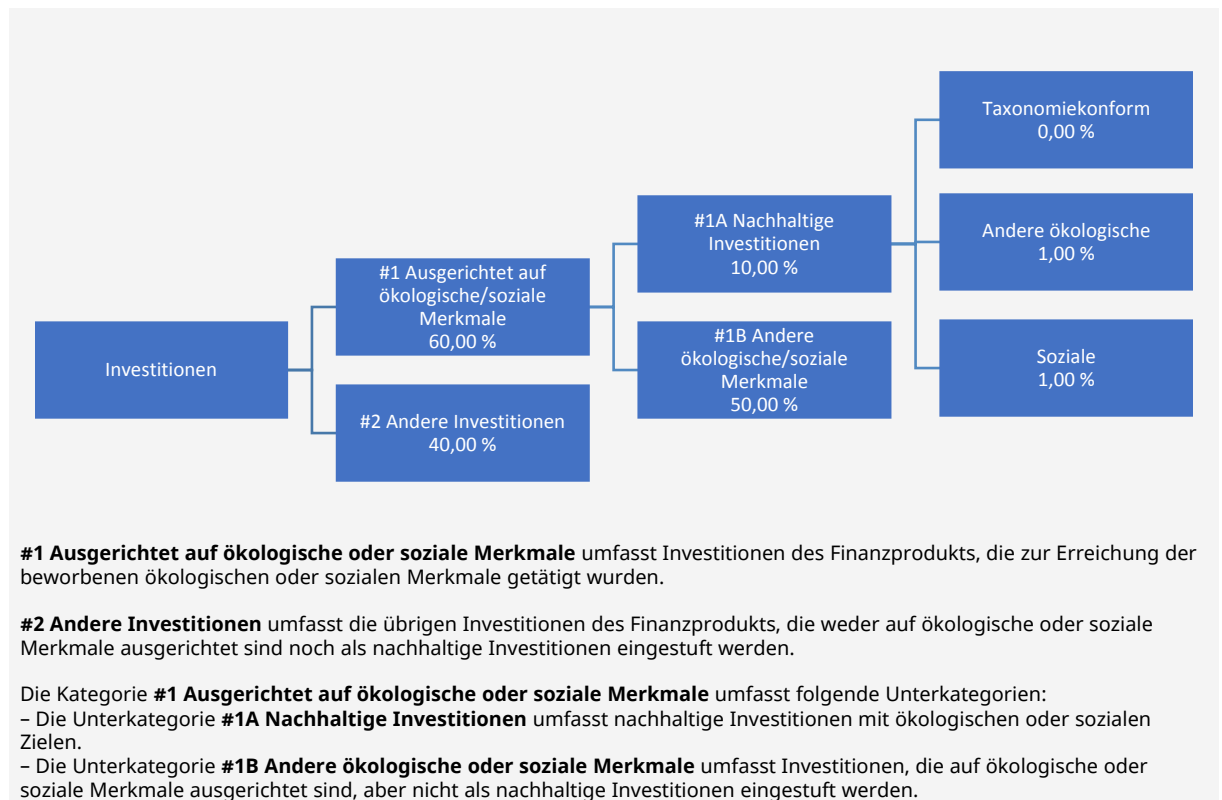 Investitionen
#1 Ausgerichtet auf
ökologische/soziale
Merkmale
60,00 %
#2 Andere Investitionen
40,00 %
#1A Nachhaltige
Investitionen
10,00 %
#1B Andere
ökologische/soziale
Merkmale
50,00 %
Taxonomiekonform
0,00 %
Andere ökologische
1,00 %
Soziale
1,00 %
#1 Ausgerichtet auf ökologische oder soziale Merkmale umfasst Investitionen des Finanzprodukts, die zur Erreichung der
beworbenen ökologischen oder sozialen Merkmale getätigt wurden.
#2 Andere Investitionen umfasst die übrigen Investitionen des Finanzprodukts, die weder auf ökologische oder soziale
Merkmale ausgerichtet sind noch als nachhaltige Investitionen eingestuft werden.
Die Kategorie #1 Ausgerichtet auf ökologische oder soziale Merkmale umfasst folgende Unterkategorien:
– Die Unterkategorie #1A Nachhaltige Investitionen umfasst nachhaltige Investitionen mit ökologischen oder sozialen
Zielen.
– Die Unterkategorie #1B Andere ökologische oder soziale Merkmale umfasst Investitionen, die auf ökologische oder
soziale Merkmale ausgerichtet sind, aber nicht als nachhaltige Investitionen eingestuft werden.